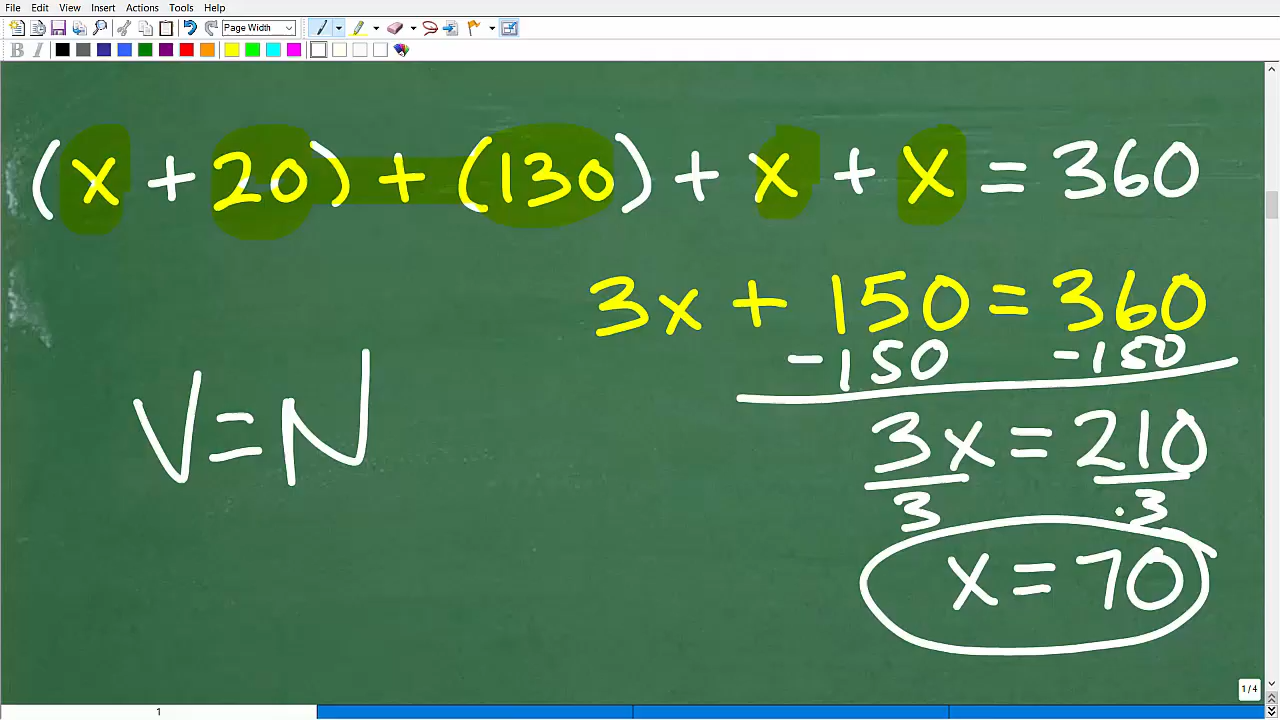 File Edit View Insert Actions Tools Help
Page Width
B I
(x + 20) + (130) + x + x = 360
3x + 150 = 360
-150 -150
V=N
3x = 210
3 3
x = 70
1/4
1